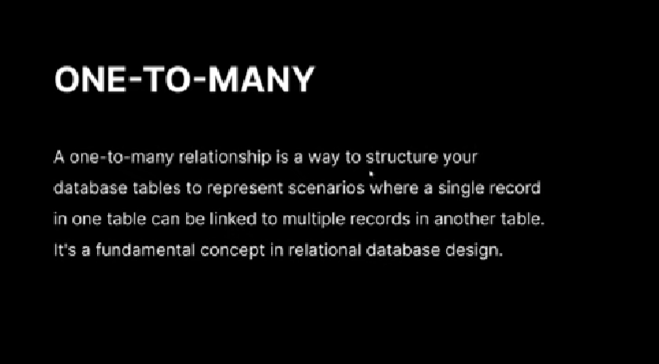 ONE-TO-MANY
A one-to-many relationship is a way to structure your
database tables to represent scenarios where a single record
in one table can be linked to multiple records in another table.
It's a fundamental concept in relational database design.